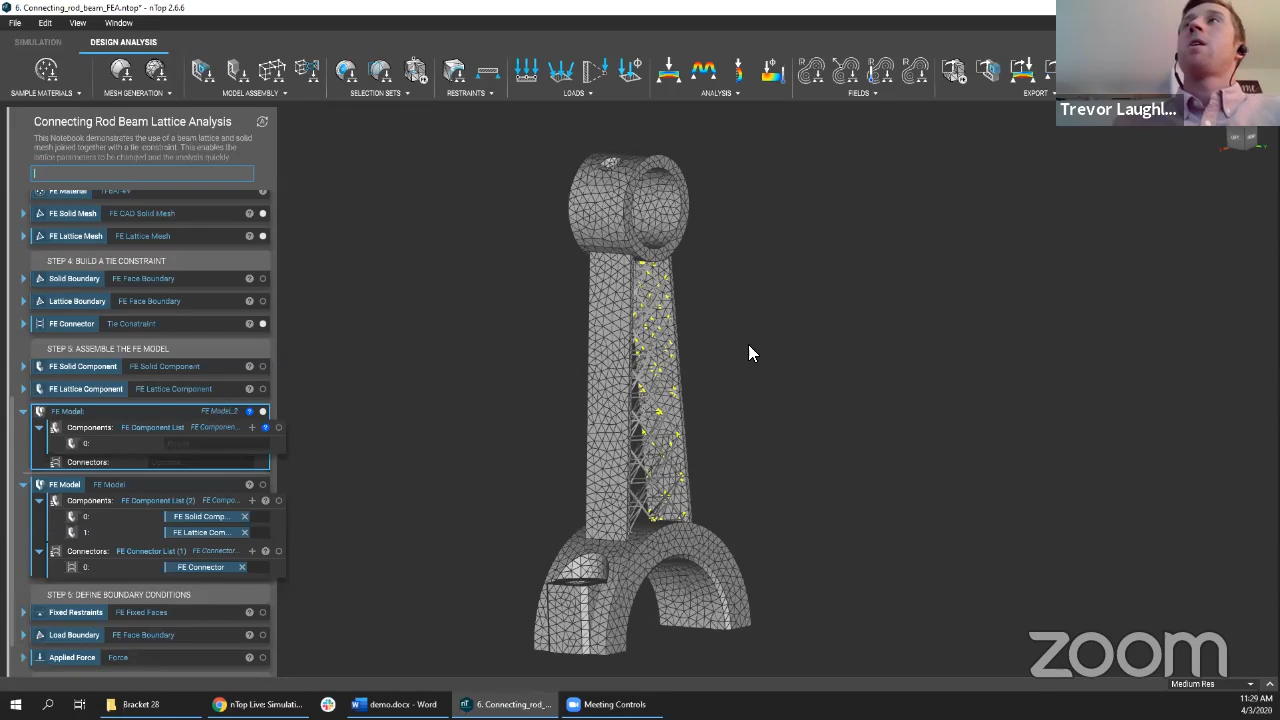 6. Connecting_rod_beam_FEA.ntop* - nTop 2.6.6
File Edit View Window
SIMULATION DESIGN ANALYSIS
SAMPLE MATERIALS MESH GENERATION MODEL ASSEMBLY SELECTION SETS RESTRAINTS LOADS ANALYSIS FIELDS EXPORT
Trevor Laughl...
Connecting Rod Beam Lattice Analysis
This Notebook demonstrates the use of a beam lattice and solid
mesh joined together with a tie constraint. This enables the
lattice parameters to be changed and the analysis quickly
FE Material
FE Solid Mesh FE CAD Solid Mesh
FE Lattice Mesh FE Lattice Mesh
STEP 4: BUILD A TIE CONSTRAINT
Solid Boundary FE Face Boundary
Lattice Boundary FE Face Boundary
FE Connector Tie Constraint
STEP 5: ASSEMBLE THE FE MODEL
FE Solid Component FE Solid Component
FE Lattice Component FE Lattice Component
FE Model: FE Model_2
Components: FE Component List FE Componen...
0:
Connectors:
FE Model FE Model
Components: FE Component List (2) FE Compo...
0: FE Solid Comp...
1: FE Lattice Com...
Connectors: FE Connector List (1) FE Connector...
0: FE Connector
STEP 6: DEFINE BOUNDARY CONDITIONS
Fixed Restraints FE Fixed Faces
Load Boundary FE Face Boundary
Applied Force Force
zoom
Medium Res
Bracket 28
nTop Live: Simulati...
demo.docx - Word
6. Connecting_rod_...
Meeting Controls
11:29 AM
4/3/2020